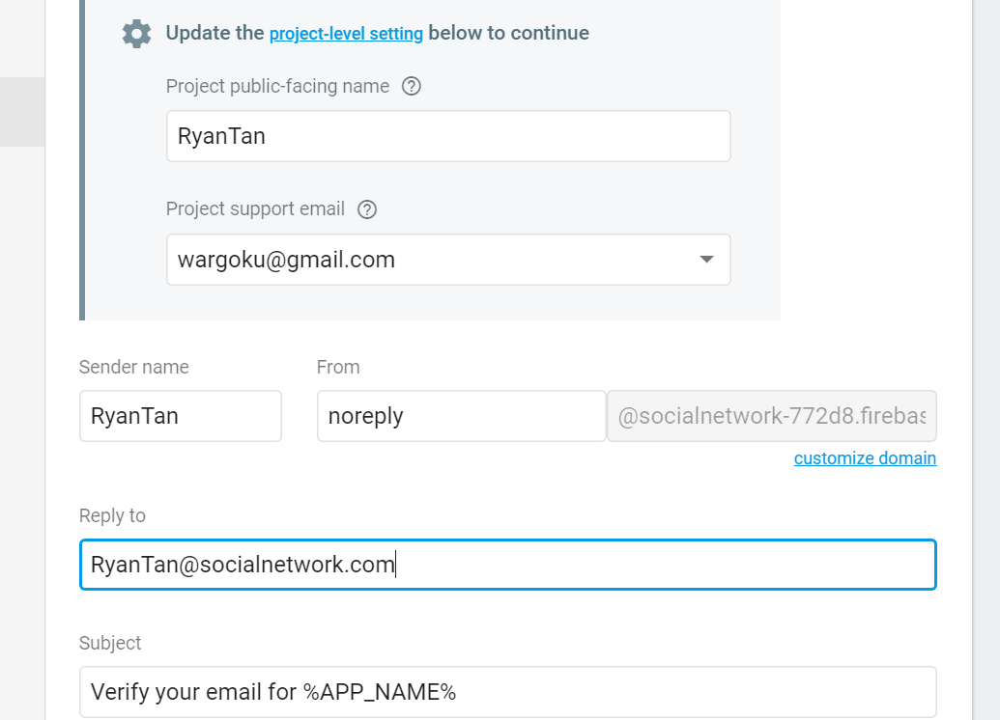 Update the project-level setting below to continue
Project public-facing name ?
RyanTan
Project support email ?
wargoku@gmail.com
Sender name From
RyanTan noreply @socialnetwork-772d8.firebas
customize domain
Reply to
RyanTan@socialnetwork.com
Subject
Verify your email for %APP_NAME%